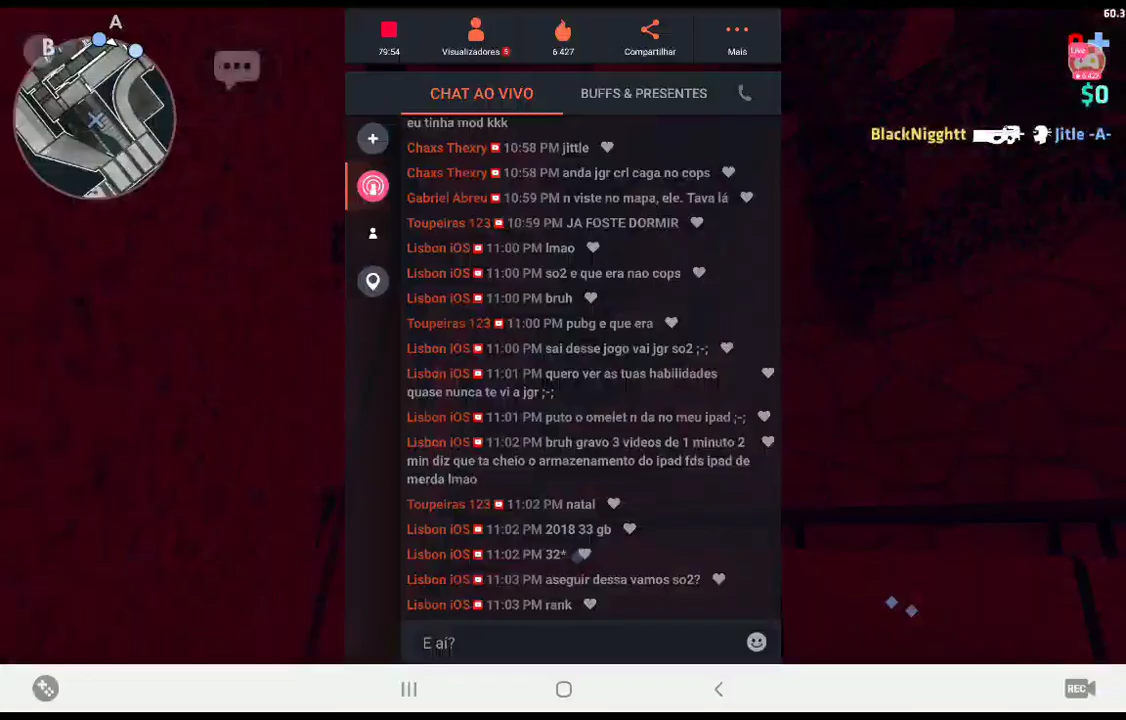 60.3
A
B
79:54
Visualizadores 5
6 427
Compartilhar
Mais
Live
6 427
$0
CHAT AO VIVO
BUFFS & PRESENTES
BlackNigghtt
Jitle -A-
eu tinha mod kkk
Chaxs Thexry 10:58 PM jittle
Chaxs Thexry 10:58 PM anda jgr crl caga no cops
Gabriel Abreu 10:59 PM n viste no mapa, ele. Tava lá
Toupeiras 123 10:59 PM JA FOSTE DORMIR
Lisbon iOS 11:00 PM lmao
Lisbon iOS 11:00 PM so2 e que era nao cops
Lisbon iOS 11:00 PM bruh
Toupeiras 123 11:00 PM pubg e que era
Lisbon iOS 11:00 PM sai desse jogo vai jgr so2 ;-;
Lisbon iOS 11:01 PM quero ver as tuas habilidades
quase nunca te vi a jgr ;-;
Lisbon iOS 11:01 PM puto o omelet n da no meu ipad ;-;
Lisbon iOS 11:02 PM bruh gravo 3 videos de 1 minuto 2
min diz que ta cheio o armazenamento do ipad fds ipad de
merda lmao
Toupeiras 123 11:02 PM natal
Lisbon iOS 11:02 PM 2018 33 gb
Lisbon iOS 11:02 PM 32*
Lisbon iOS 11:03 PM aseguir dessa vamos so2?
Lisbon iOS 11:03 PM rank
E aí?
REC